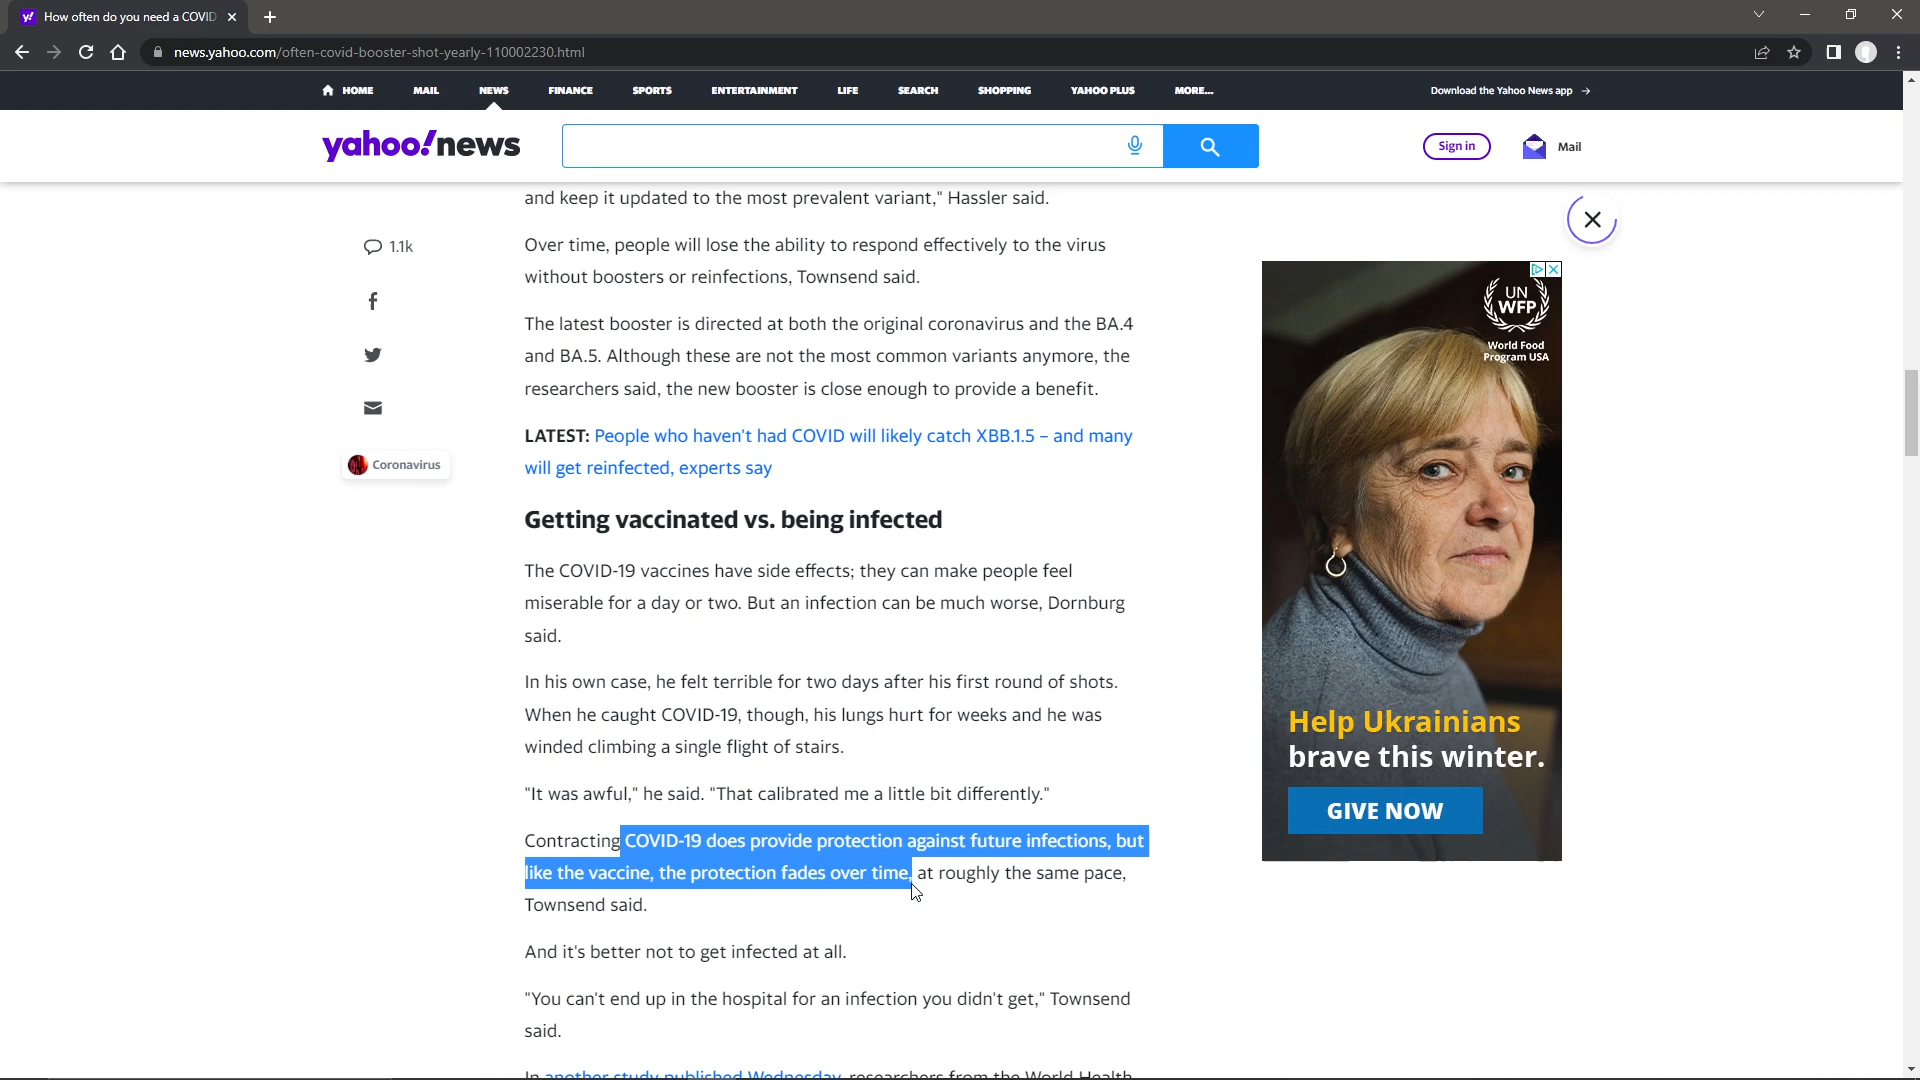 How often do you need a COVID
news.yahoo.com/often-covid-booster-shot-yearly-110002230.html
HOME MAIL NEWS FINANCE SPORTS ENTERTAINMENT LIFE SEARCH SHOPPING YAHOO PLUS MORE... Download the Yahoo News app →
yahoo!news
Sign in
Mail
and keep it updated to the most prevalent variant," Hassler said.
1.1k
Over time, people will lose the ability to respond effectively to the virus
without boosters or reinfections, Townsend said.
The latest booster is directed at both the original coronavirus and the BA.4
and BA.5. Although these are not the most common variants anymore, the
researchers said, the new booster is close enough to provide a benefit.
LATEST: People who haven't had COVID will likely catch XBB.1.5 – and many
will get reinfected, experts say
Coronavirus
Getting vaccinated vs. being infected
The COVID-19 vaccines have side effects; they can make people feel
miserable for a day or two. But an infection can be much worse, Dornburg
said.
In his own case, he felt terrible for two days after his first round of shots.
When he caught COVID-19, though, his lungs hurt for weeks and he was
winded climbing a single flight of stairs.
"It was awful," he said. "That calibrated me a little bit differently."
Contracting COVID-19 does provide protection against future infections, but
like the vaccine, the protection fades over time, at roughly the same pace,
Townsend said.
And it's better not to get infected at all.
"You can't end up in the hospital for an infection you didn't get," Townsend
said.
In another study published Wednesday, researchers from the World Health
UN
WFP
World Food
Program USA
Help Ukrainians
brave this winter.
GIVE NOW